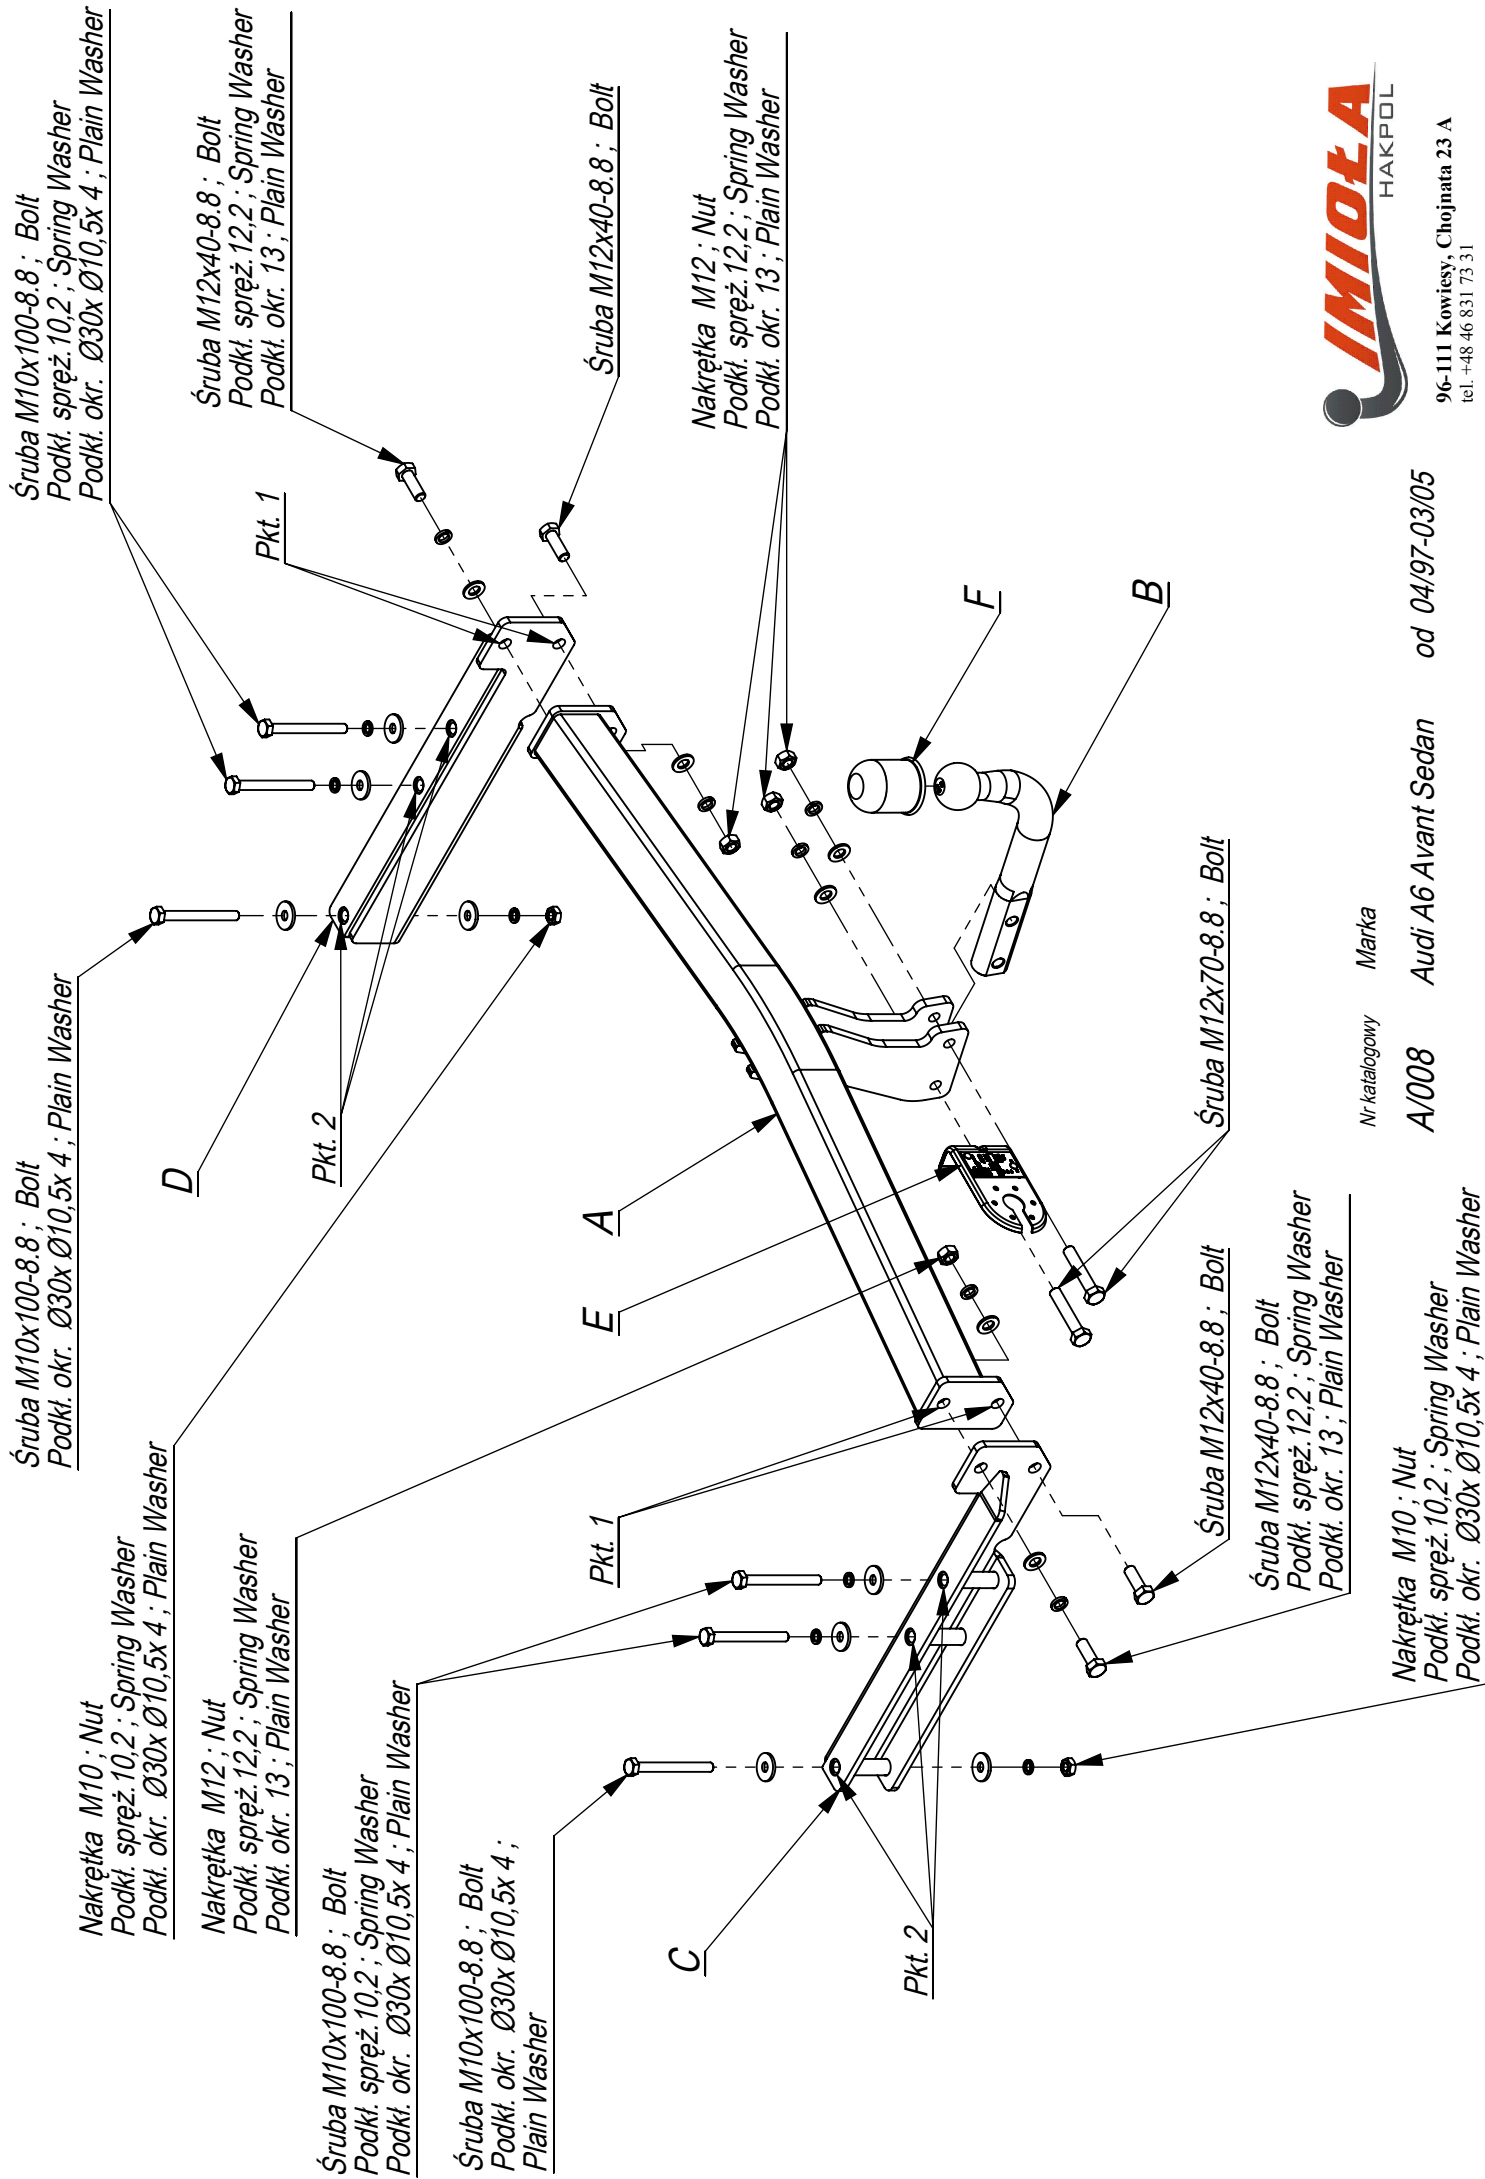 Śruba M10x100-8.8 ; Bolt
Podkł. spręż.10,2 ; Spring Washer
Podkł. okr. Ø30x Ø10,5x 4 ; Plain Washer
Śruba M12x40-8.8 ; Bolt
Podkł. spręż.12,2 ; Spring Washer
Podkł. okr. 13 ; Plain Washer
Pkt. 1
Śruba M12x40-8.8 ; Bolt
Nakrętka M12 ; Nut
Podkł. spręż.12,2 ; Spring Washer
Podkł. okr. 13 ; Plain Washer
Śruba M10x100-8.8 ; Bolt
Podkł. okr. Ø30x Ø10,5x 4 ; Plain Washer
D
Pkt. 2
F
B
A
E
Śruba M12x70-8.8 ; Bolt
Nakrętka M10 ; Nut
Podkł. spręż.10,2 ; Spring Washer
Podkł. okr. Ø30x Ø10,5x 4 ; Plain Washer
Nakrętka M12 ; Nut
Podkł. spręż.12,2 ; Spring Washer
Podkł. okr. 13 ; Plain Washer
Śruba M10x100-8.8 ; Bolt
Podkł. spręż.10,2 ; Spring Washer
Podkł. okr. Ø30x Ø10,5x 4 ; Plain Washer
Śruba M10x100-8.8 ; Bolt
Podkł. okr. Ø30x Ø10,5x 4 ;
Plain Washer
Pkt. 1
C
Pkt. 2
Śruba M12x40-8.8 ; Bolt
Śruba M12x40-8.8 ; Bolt
Podkł. spręż.12,2 ; Spring Washer
Podkł. okr. 13 ; Plain Washer
Nakrętka M10 ; Nut
Podkł. spręż.10,2 ; Spring Washer
Podkł. okr. Ø30x Ø10,5x 4 ; Plain Washer
Nr katalogowy Marka
A/008 Audi A6 Avant Sedan od 04/97-03/05
IMIOŁA
HAKPOL
96-111 Kowiesy, Chojnata 23 A
tel. +48 46 831 73 31